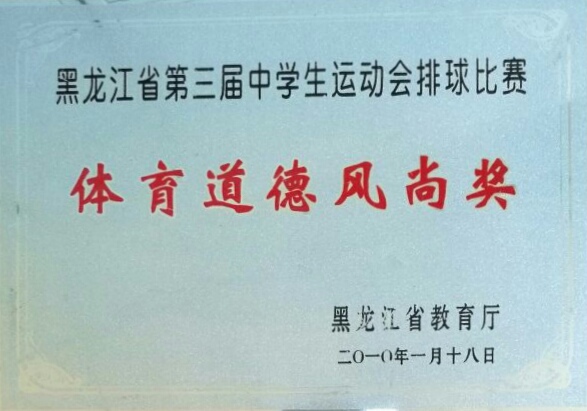 黑龙江省第三届中学生运动会排球比赛
体育道德风尚奖
黑龙江省教育厅
二O一O年一月十八日